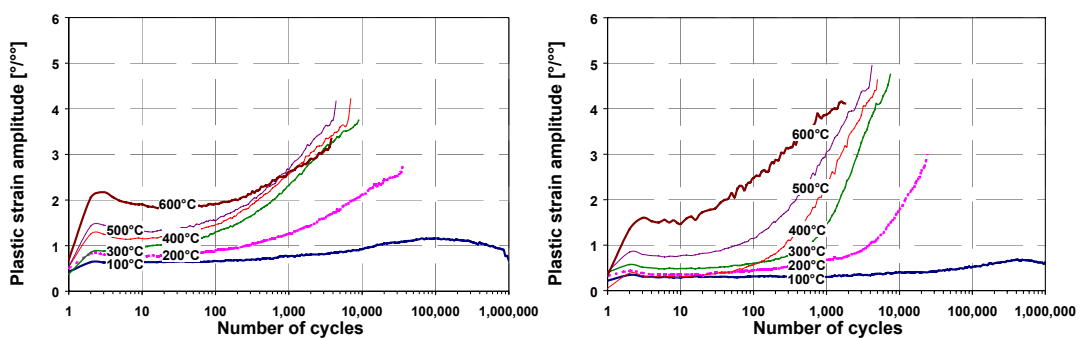 Plastic strain amplitude [°/°°]
6
5
4
3
2
1
0
600°C
500°C
400°C
300°C
200°C
100°C
1 10 100 1,000 10,000 100,000 1,000,000
Number of cycles
Plastic strain amplitude [°/°°]
6
5
4
3
2
1
0
600°C
500°C
400°C
300°C
200°C
100°C
1 10 100 1,000 10,000 100,000 1,000,000
Number of cycles